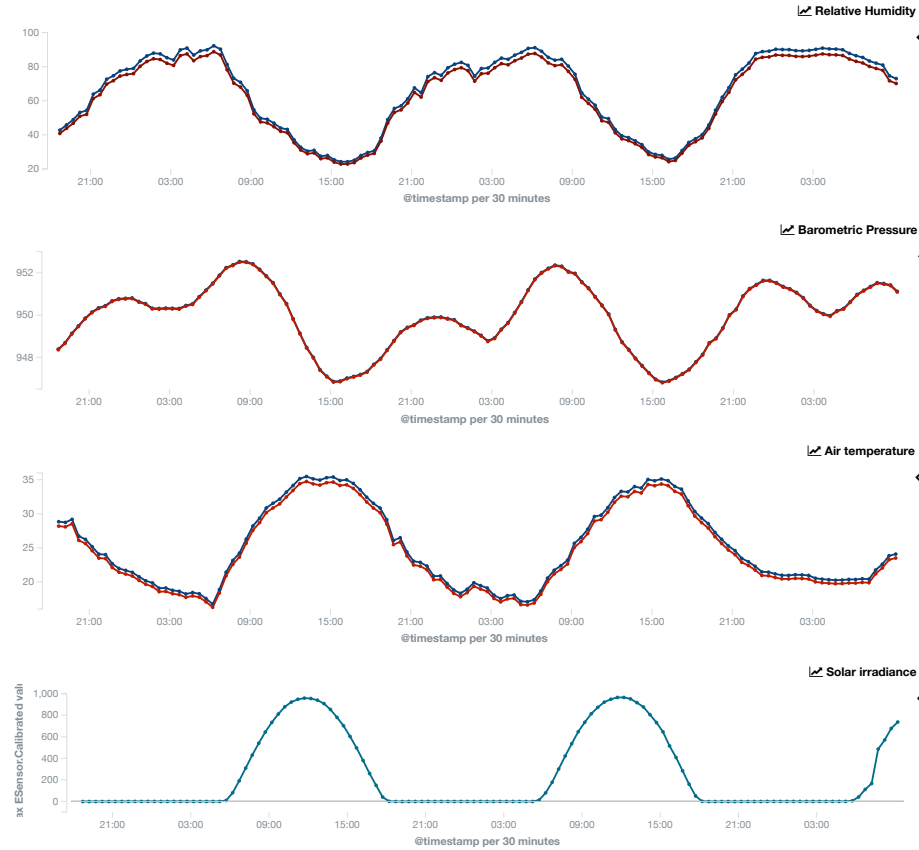 Relative Humidity
100
80
60
40
20
21:00 03:00 09:00 15:00 21:00 03:00 09:00 15:00 21:00 03:00
@timestamp per 30 minutes
Barometric Pressure
952
950
948
21:00 03:00 09:00 15:00 21:00 03:00 09:00 15:00 21:00 03:00
@timestamp per 30 minutes
Air temperature
35
30
25
20
21:00 03:00 09:00 15:00 21:00 03:00 09:00 15:00 21:00 03:00
@timestamp per 30 minutes
Solar irradiance
ESensor.Calibrated
1,000
800
600
400
200
0
21:00 03:00 09:00 15:00 21:00 03:00 09:00 15:00 21:00 03:00
@timestamp per 30 minutes